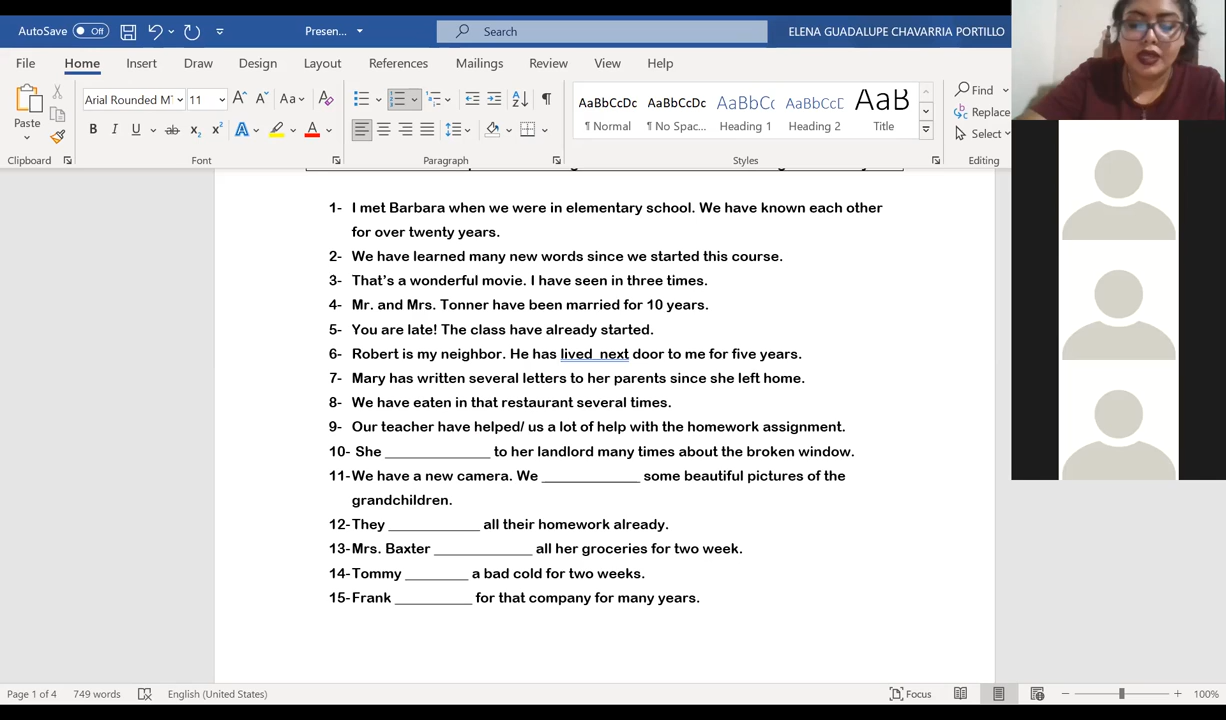 AutoSave Off Presen... Search ELENA GUADALUPE CHAVARRIA PORTILLO
File Home Insert Draw Design Layout References Mailings Review View Help
Arial Rounded M 11 Aa
Find
Paste
AaBbCcDc AaBbCcDc AaBbCc AaBbCcD AaB
Replace
¶ Normal ¶ No Spac... Heading 1 Heading 2 Title
Select
Clipboard Font Paragraph Styles Editing
1- I met Barbara when we were in elementary school. We have known each other
for over twenty years.
2- We have learned many new words since we started this course.
3- That's a wonderful movie. I have seen in three times.
4- Mr. and Mrs. Tonner have been married for 10 years.
5- You are late! The class have already started.
6- Robert is my neighbor. He has lived next door to me for five years.
7- Mary has written several letters to her parents since she left home.
8- We have eaten in that restaurant several times.
9- Our teacher have helped/ us a lot of help with the homework assignment.
10- She _____________ to her landlord many times about the broken window.
11-We have a new camera. We ____________ some beautiful pictures of the
grandchildren.
12-They ___________ all their homework already.
13-Mrs. Baxter ____________ all her groceries for two week.
14-Tommy ________ a bad cold for two weeks.
15-Frank __________ for that company for many years.
Page 1 of 4 749 words English (United States) Focus 100%